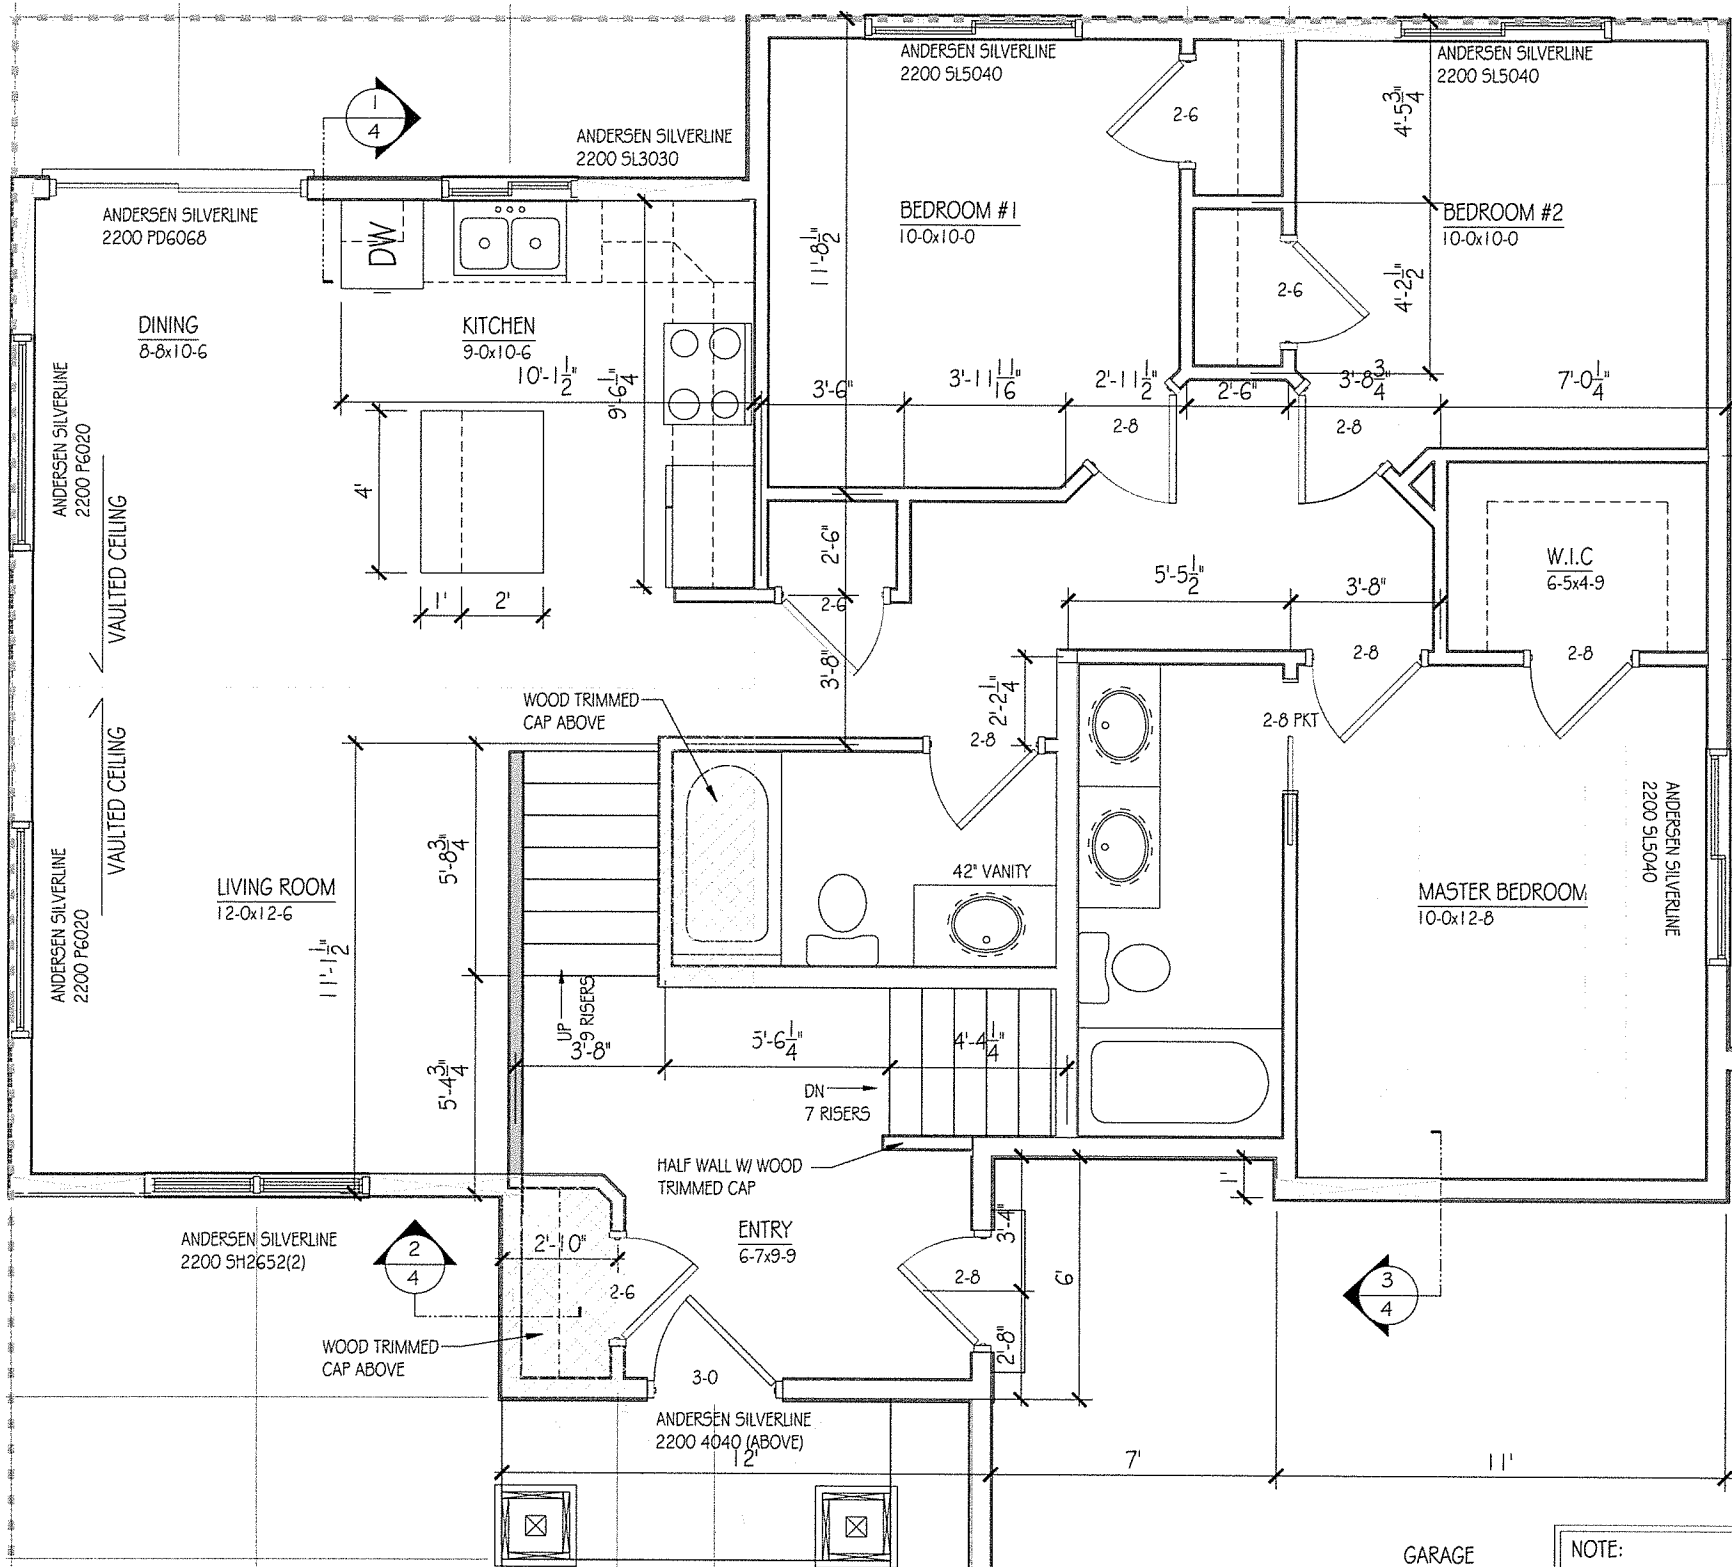 ANDERSEN SILVERLINE
2200 SL5040
ANDERSEN SILVERLINE
2200 SL5040
1
4
ANDERSEN SILVERLINE
2200 SL3030
2-6
4'-5 3/4"
ANDERSEN SILVERLINE
2200 PD6068
DW
BEDROOM #1
10-0x10-0
BEDROOM #2
10-0x10-0
11'-8 1/2"
2-6
4'-2 1/2"
DINING
8-8x10-6
KITCHEN
9-0x10-6
10'-1 1/2"
9'-6 1/4"
3'-6"
3'-11 11/16"
2'-11 1/2"
2'-6"
3'-8 3/4"
7'-0 1/4"
2-8
2-8
ANDERSEN SILVERLINE
2200 P6020
VAULTED CEILING
4'
1'
2'
2'-6"
2-6
3'-8"
5'-5 1/2"
3'-8"
W.I.C
6-5x4-9
2-8
2-8
WOOD TRIMMED
CAP ABOVE
2'-2 1/4"
2-8
2-8 PKT
VAULTED CEILING
ANDERSEN SILVERLINE
2200 P6020
LIVING ROOM
12-0x12-6
11'-1 1/2"
5'-8 3/4"
5'-4 3/4"
42" VANITY
MASTER BEDROOM
10-0x12-8
ANDERSEN SILVERLINE
2200 SL5040
UP
9 RISERS
3'-8"
5'-6 1/4"
4'-4 1/4"
DN
7 RISERS
HALF WALL W/ WOOD
TRIMMED CAP
1'
ANDERSEN SILVERLINE
2200 SH2652(2)
2
4
2'-10"
ENTRY
6-7x9-9
3'-4"
2-8
6'
2-6
2'-8"
3
4
WOOD TRIMMED
CAP ABOVE
3-0
ANDERSEN SILVERLINE
2200 4040 (ABOVE)
12'
7'
11'
GARAGE
NOTE: